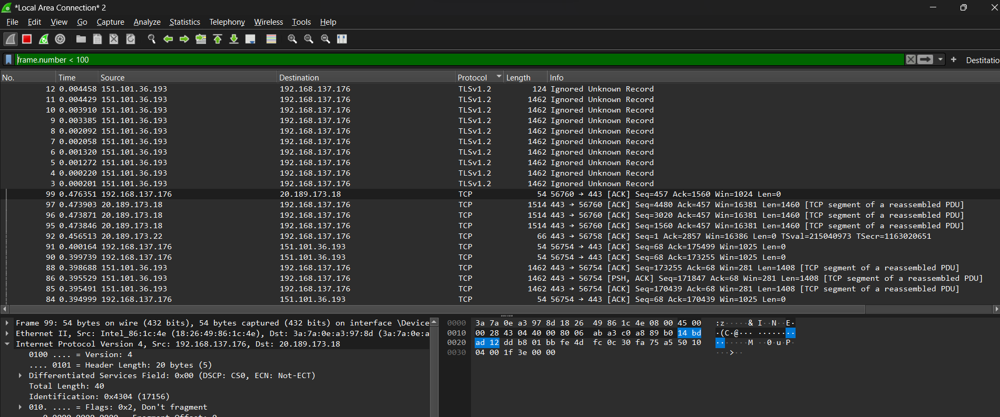 *Local Area Connection* 2
File Edit View Go Capture Analyze Statistics Telephony Wireless Tools Help
frame.number < 100
Destitatio
No. Time Source Destination Protocol Length Info
12 0.004458 151.101.36.193 192.168.137.176 TLSv1.2 124 Ignored Unknown Record
11 0.004429 151.101.36.193 192.168.137.176 TLSv1.2 1462 Ignored Unknown Record
10 0.003910 151.101.36.193 192.168.137.176 TLSv1.2 1462 Ignored Unknown Record
9 0.003385 151.101.36.193 192.168.137.176 TLSv1.2 1462 Ignored Unknown Record
8 0.002092 151.101.36.193 192.168.137.176 TLSv1.2 1462 Ignored Unknown Record
7 0.002058 151.101.36.193 192.168.137.176 TLSv1.2 1462 Ignored Unknown Record
6 0.001320 151.101.36.193 192.168.137.176 TLSv1.2 1462 Ignored Unknown Record
5 0.001272 151.101.36.193 192.168.137.176 TLSv1.2 1462 Ignored Unknown Record
4 0.000220 151.101.36.193 192.168.137.176 TLSv1.2 1462 Ignored Unknown Record
3 0.000201 151.101.36.193 192.168.137.176 TLSv1.2 1462 Ignored Unknown Record
99 0.476351 192.168.137.176 20.189.173.18 TCP 54 56760 → 443 [ACK] Seq=457 Ack=1560 Win=1024 Len=0
97 0.473903 20.189.173.18 192.168.137.176 TCP 1514 443 → 56760 [ACK] Seq=4480 Ack=457 Win=16381 Len=1460 [TCP segment of a reassembled PDU]
96 0.473871 20.189.173.18 192.168.137.176 TCP 1514 443 → 56760 [ACK] Seq=3020 Ack=457 Win=16381 Len=1460 [TCP segment of a reassembled PDU]
95 0.473846 20.189.173.18 192.168.137.176 TCP 1514 443 → 56760 [ACK] Seq=1560 Ack=457 Win=16381 Len=1460 [TCP segment of a reassembled PDU]
92 0.456513 20.189.173.22 192.168.137.176 TCP 66 443 → 56758 [ACK] Seq=1 Ack=2857 Win=16386 Len=0 TSval=215040973 TSecr=1163020651
91 0.400164 192.168.137.176 151.101.36.193 TCP 54 56754 → 443 [ACK] Seq=68 Ack=175499 Win=1025 Len=0
90 0.399739 192.168.137.176 151.101.36.193 TCP 54 56754 → 443 [ACK] Seq=68 Ack=173255 Win=1025 Len=0
88 0.398688 151.101.36.193 192.168.137.176 TCP 1462 443 → 56754 [ACK] Seq=173255 Ack=68 Win=281 Len=1408 [TCP segment of a reassembled PDU]
86 0.395529 151.101.36.193 192.168.137.176 TCP 1462 443 → 56754 [PSH, ACK] Seq=171847 Ack=68 Win=281 Len=1408 [TCP segment of a reassembled PDU]
85 0.395491 151.101.36.193 192.168.137.176 TCP 1462 443 → 56754 [ACK] Seq=170439 Ack=68 Win=281 Len=1408 [TCP segment of a reassembled PDU]
84 0.394999 192.168.137.176 151.101.36.193 TCP 54 56754 → 443 [ACK] Seq=68 Ack=170439 Win=1025 Len=0
Frame 99: 54 bytes on wire (432 bits), 54 bytes captured (432 bits) on interface \Device
Ethernet II, Src: Intel_86:1c:4e (18:26:49:86:1c:4e), Dst: 3a:7a:0e:a3:97:8d (3a:7a:0e:a
Internet Protocol Version 4, Src: 192.168.137.176, Dst: 20.189.173.18
0100 .... = Version: 4
.... 0101 = Header Length: 20 bytes (5)
Differentiated Services Field: 0x00 (DSCP: CS0, ECN: Not-ECT)
Total Length: 40
Identification: 0x4304 (17156)
010. .... = Flags: 0x2, Don't fragment
0000 3a 7a 0e a3 97 8d 18 26 49 86 1c 4e 08 00 45 00 :z·····& I··N··E·
0010 00 28 43 04 40 00 80 06 ab a3 c0 a8 89 b0 14 bd ·(C·@··· ········
0020 ad 12 dd b8 01 bb fe 4d fc 0c 30 fa 75 a5 50 10 ·······M ··0·u·P·
0030 04 00 1f 3e 00 00 ···>··